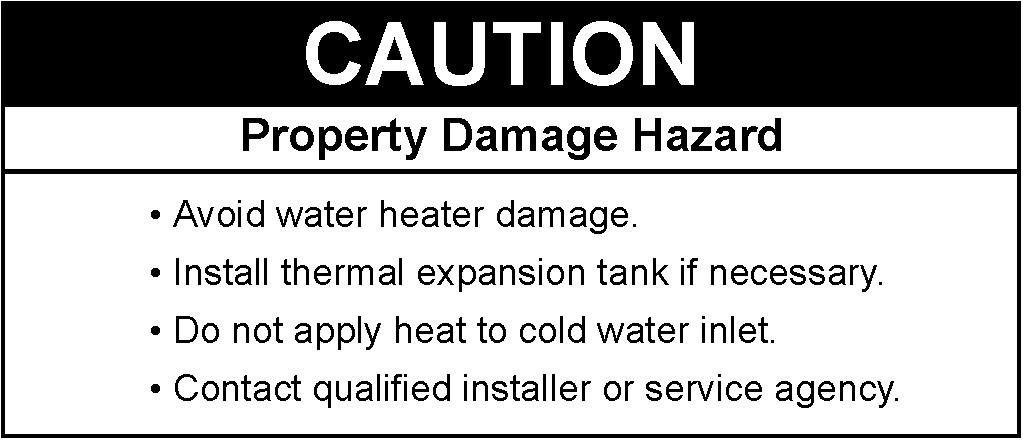 CAUTION
Property Damage Hazard
• Avoid water heater damage.
• Install thermal expansion tank if necessary.
• Do not apply heat to cold water inlet.
• Contact qualified installer or service agency.